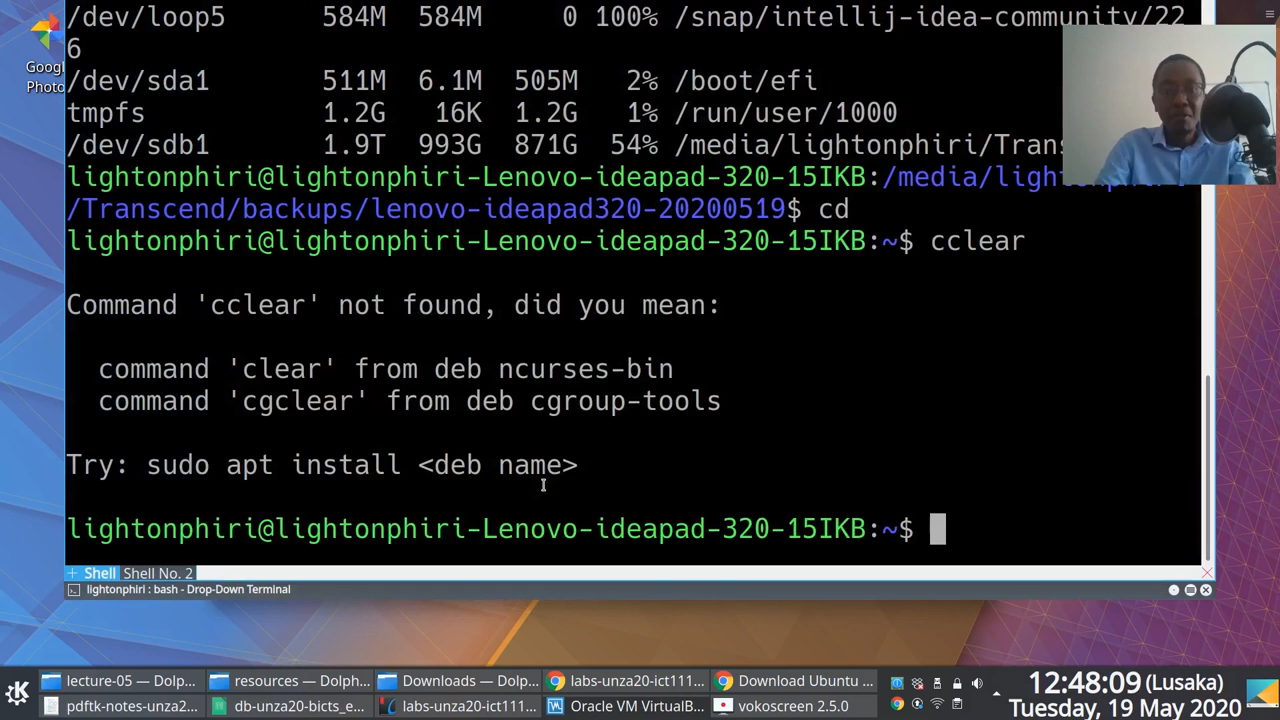 /dev/loop5 584M 584M 0 100% /snap/intellij-idea-community/22
6
/dev/sda1 511M 6.1M 505M 2% /boot/efi
tmpfs 1.2G 16K 1.2G 1% /run/user/1000
/dev/sdb1 1.9T 993G 871G 54% /media/lightonphiri/Trans
lightonphiri@lightonphiri-Lenovo-ideapad-320-15IKB:/media/lightonphiri
/Transcend/backups/lenovo-ideapad320-20200519$ cd
lightonphiri@lightonphiri-Lenovo-ideapad-320-15IKB:~$ cclear
Command 'cclear' not found, did you mean:
command 'clear' from deb ncurses-bin
command 'cgclear' from deb cgroup-tools
Try: sudo apt install <deb name>
lightonphiri@lightonphiri-Lenovo-ideapad-320-15IKB:~$
+ Shell Shell No. 2
lightonphiri : bash - Drop-Down Terminal
Google
Photo
lecture-05 — Dolp... resources — Dolph... Downloads — Dolp... labs-unza20-ict111... Download Ubuntu ...
pdftk-notes-unza2... db-unza20-bicts_e... labs-unza20-ict111... Oracle VM VirtualB... vokoscreen 2.5.0
12:48:09 (Lusaka)
Tuesday, 19 May 2020